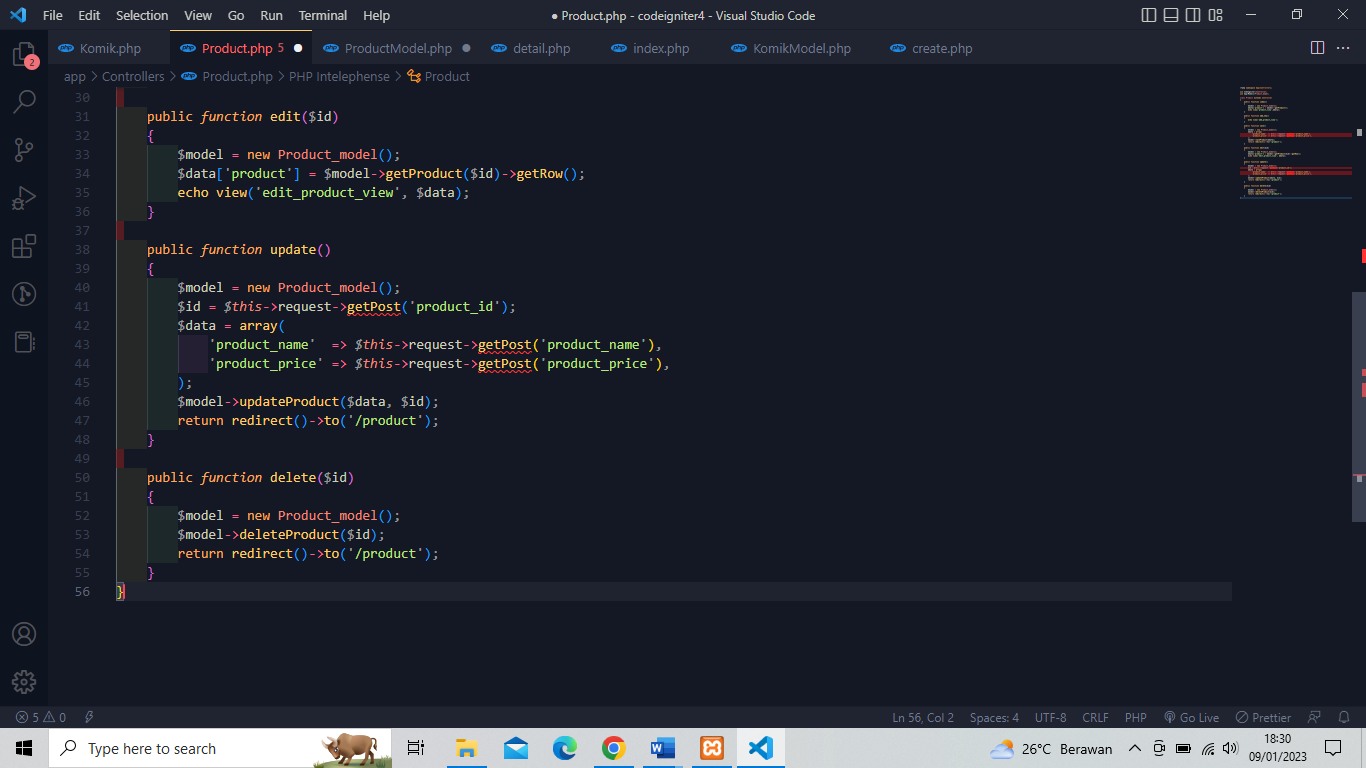 File Edit Selection View Go Run Terminal Help ● Product.php - codeigniter4 - Visual Studio Code
php Komik.php php Product.php 5 ● php ProductModel.php ● php detail.php php index.php php KomikModel.php php create.php
2
app > Controllers > php Product.php > PHP Intelephense > Product
30
31 public function edit($id)
32 {
33 $model = new Product_model();
34 $data['product'] = $model->getProduct($id)->getRow();
35 echo view('edit_product_view', $data);
36 }
37
38 public function update()
39 {
40 $model = new Product_model();
41 $id = $this->request->getPost('product_id');
42 $data = array(
43 'product_name'  => $this->request->getPost('product_name'),
44 'product_price' => $this->request->getPost('product_price'),
45 );
46 $model->updateProduct($data, $id);
47 return redirect()->to('/product');
48 }
49
50 public function delete($id)
51 {
52 $model = new Product_model();
53 $model->deleteProduct($id);
54 return redirect()->to('/product');
55 }
56 }
5 0 Ln 56, Col 2 Spaces: 4 UTF-8 CRLF PHP Go Live Prettier
Type here to search 26°C Berawan 18:30
09/01/2023